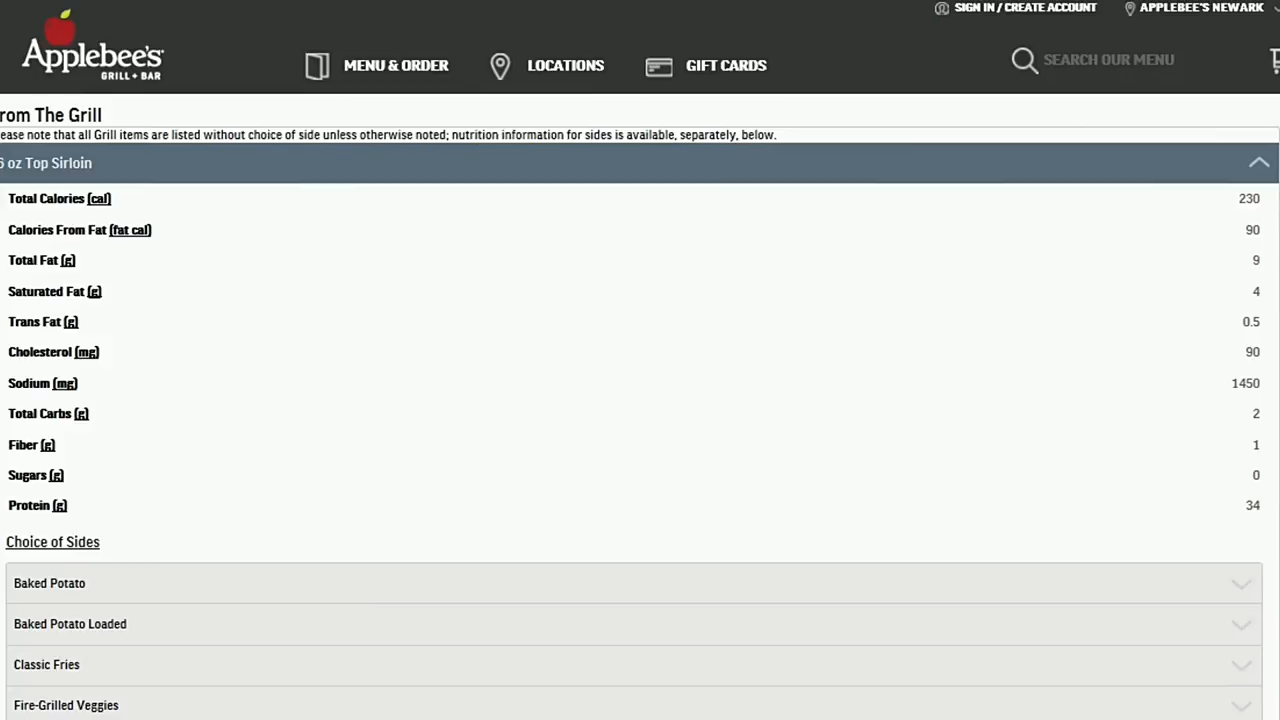 SIGN IN / CREATE ACCOUNT
APPLEBEE'S NEWARK
Applebee's
GRILL + BAR
MENU & ORDER
LOCATIONS
GIFT CARDS
SEARCH OUR MENU
rom The Grill
ease note that all Grill items are listed without choice of side unless otherwise noted; nutrition information for sides is available, separately, below.
6 oz Top Sirloin
Total Calories (cal) 230
Calories From Fat (fat cal) 90
Total Fat (g) 9
Saturated Fat (g) 4
Trans Fat (g) 0.5
Cholesterol (mg) 90
Sodium (mg) 1450
Total Carbs (g) 2
Fiber (g) 1
Sugars (g) 0
Protein (g) 34
Choice of Sides
Baked Potato
Baked Potato Loaded
Classic Fries
Fire-Grilled Veggies